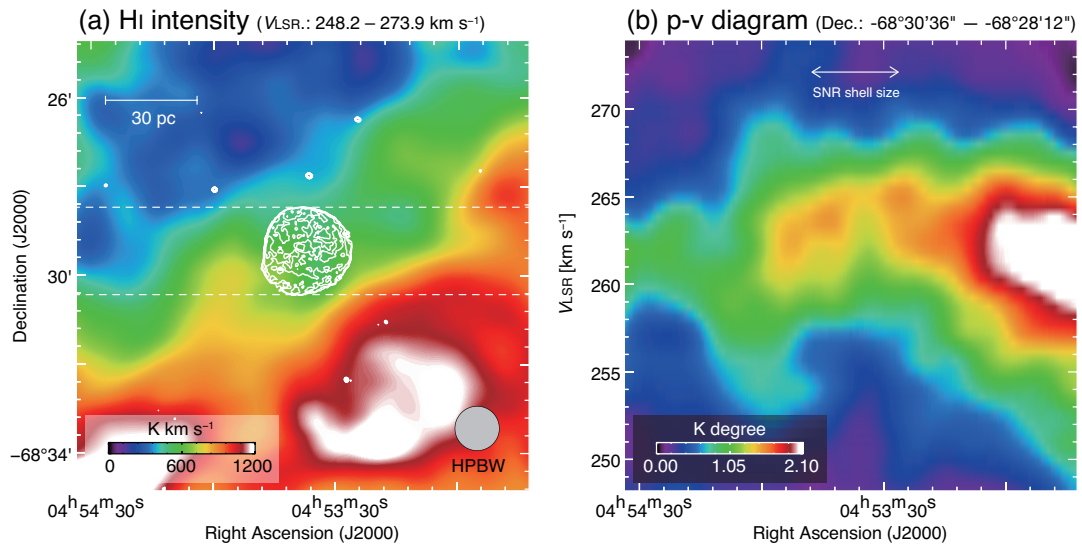 (a) HI intensity (VLSR.: 248.2 – 273.9 km s⁻¹)
26'
30 pc
30'
−68°34'
Declination (J2000)
K km s⁻¹
0 600 1200
HPBW
04ʰ54ᵐ30ˢ 04ʰ53ᵐ30ˢ
Right Ascension (J2000)
(b) p-v diagram (Dec.: -68°30'36" — -68°28'12")
SNR shell size
270
265
260
255
250
VLSR [km s⁻¹]
K degree
0.00 1.05 2.10
04ʰ54ᵐ30ˢ 04ʰ53ᵐ30ˢ
Right Ascension (J2000)